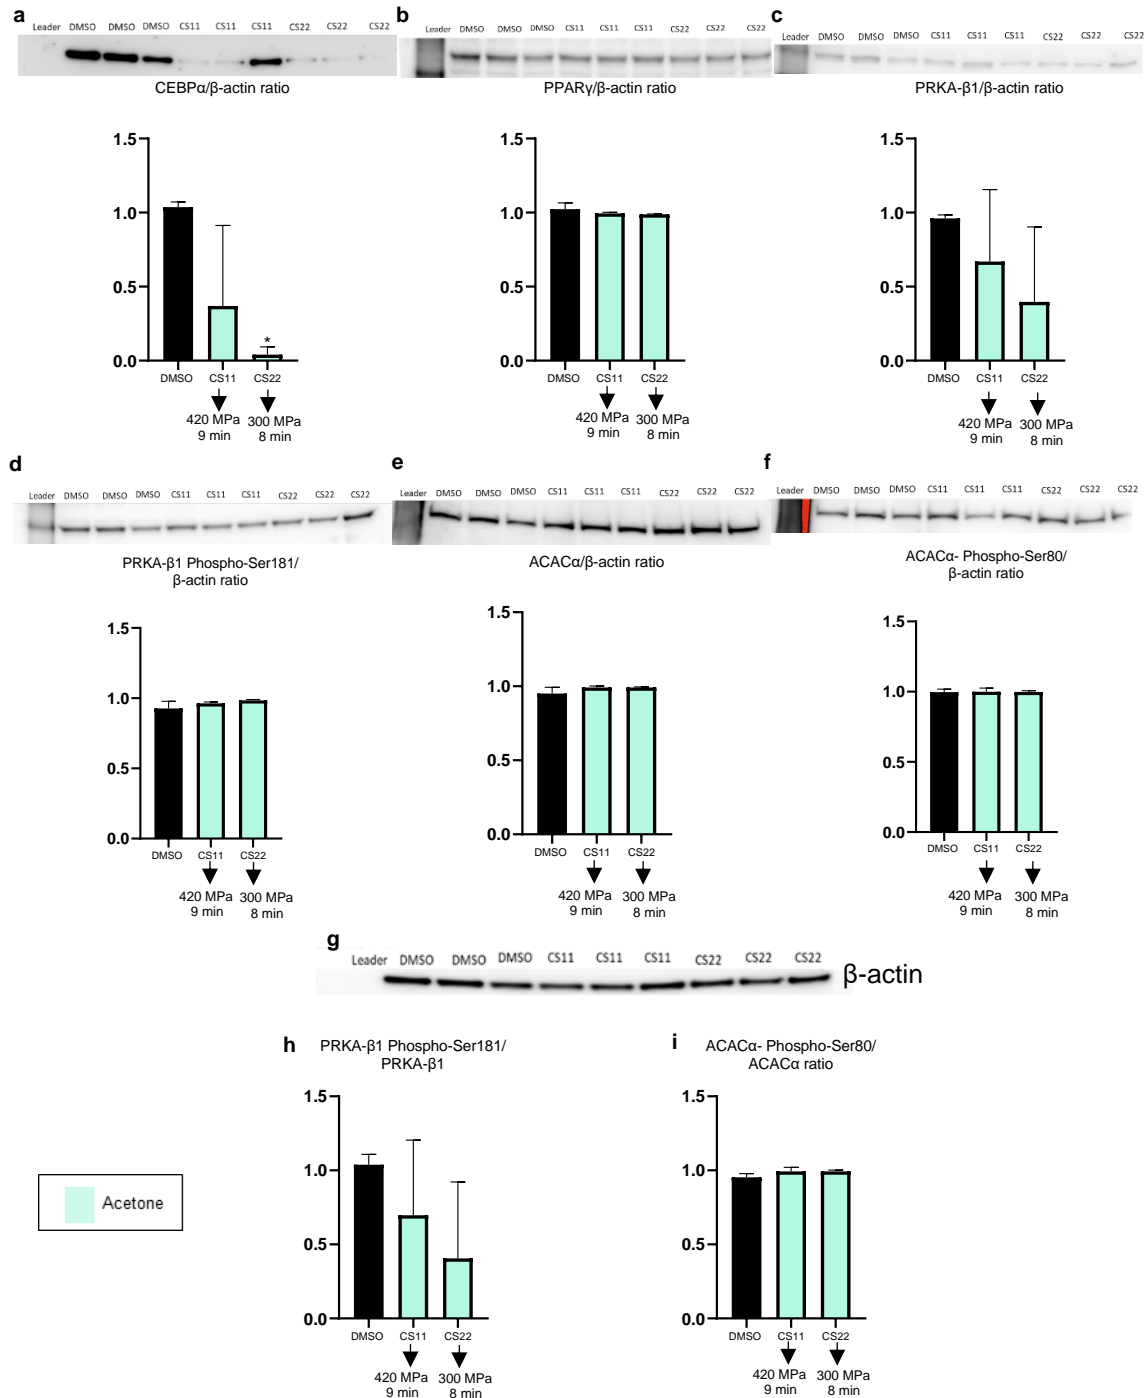 a
Leader DMSO DMSO DMSO CS11 CS11 CS11 CS22 CS22 CS22
CEBPα/β-actin ratio
1.5
1.0
0.5
0.0
*
DMSO CS11 CS22
420 MPa 300 MPa
9 min 8 min
b
Leader DMSO DMSO DMSO CS11 CS11 CS11 CS22 CS22 CS22
PPARγ/β-actin ratio
1.5
1.0
0.5
0.0
DMSO CS11 CS22
420 MPa 300 MPa
9 min 8 min
c
Leader DMSO DMSO DMSO CS11 CS11 CS11 CS22 CS22 CS22
PRKA-β1/β-actin ratio
1.5
1.0
0.5
0.0
DMSO CS11 CS22
420 MPa 300 MPa
9 min 8 min
d
Leader DMSO DMSO DMSO CS11 CS11 CS11 CS22 CS22 CS22
PRKA-β1 Phospho-Ser181/
β-actin ratio
1.5
1.0
0.5
0.0
DMSO CS11 CS22
420 MPa 300 MPa
9 min 8 min
e
Leader DMSO DMSO DMSO CS11 CS11 CS11 CS22 CS22 CS22
ACACα/β-actin ratio
1.5
1.0
0.5
0.0
DMSO CS11 CS22
420 MPa 300 MPa
9 min 8 min
f
Leader DMSO DMSO DMSO CS11 CS11 CS11 CS22 CS22 CS22
ACACα- Phospho-Ser80/
β-actin ratio
1.5
1.0
0.5
0.0
DMSO CS11 CS22
420 MPa 300 MPa
9 min 8 min
g
Leader DMSO DMSO DMSO CS11 CS11 CS11 CS22 CS22 CS22
β-actin
h
PRKA-β1 Phospho-Ser181/
PRKA-β1
1.5
1.0
0.5
0.0
DMSO CS11 CS22
420 MPa 300 MPa
9 min 8 min
i
ACACα- Phospho-Ser80/
ACACα ratio
1.5
1.0
0.5
0.0
DMSO CS11 CS22
420 MPa 300 MPa
9 min 8 min
Acetone